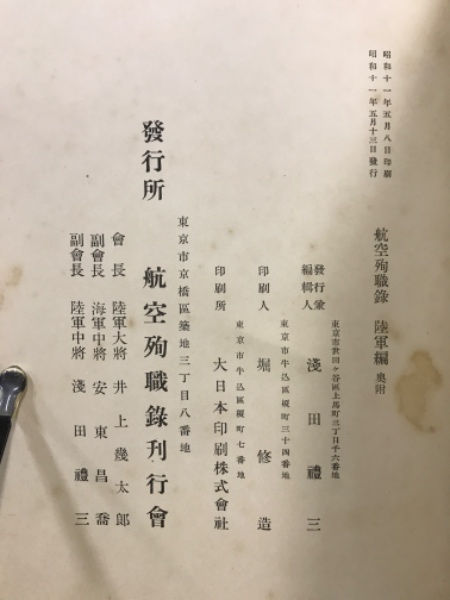 昭和十一年五月八日印刷
昭和十一年五月十三日發行
航空殉職錄 陸軍編 奥附
東京市世田ヶ谷區上馬町三丁目千六番地
發行兼編輯人 淺田禮三
東京市牛込區榎町三十四番地
印刷人 堀修造
東京市牛込區榎町七番地
印刷所 大日本印刷株式會社
東京市京橋區築地三丁目八番地
發行所 航空殉職錄刊行會
會長 陸軍大將 井上幾太郎
副會長 海軍中將 安東昌喬
副會長 陸軍中將 淺田禮三